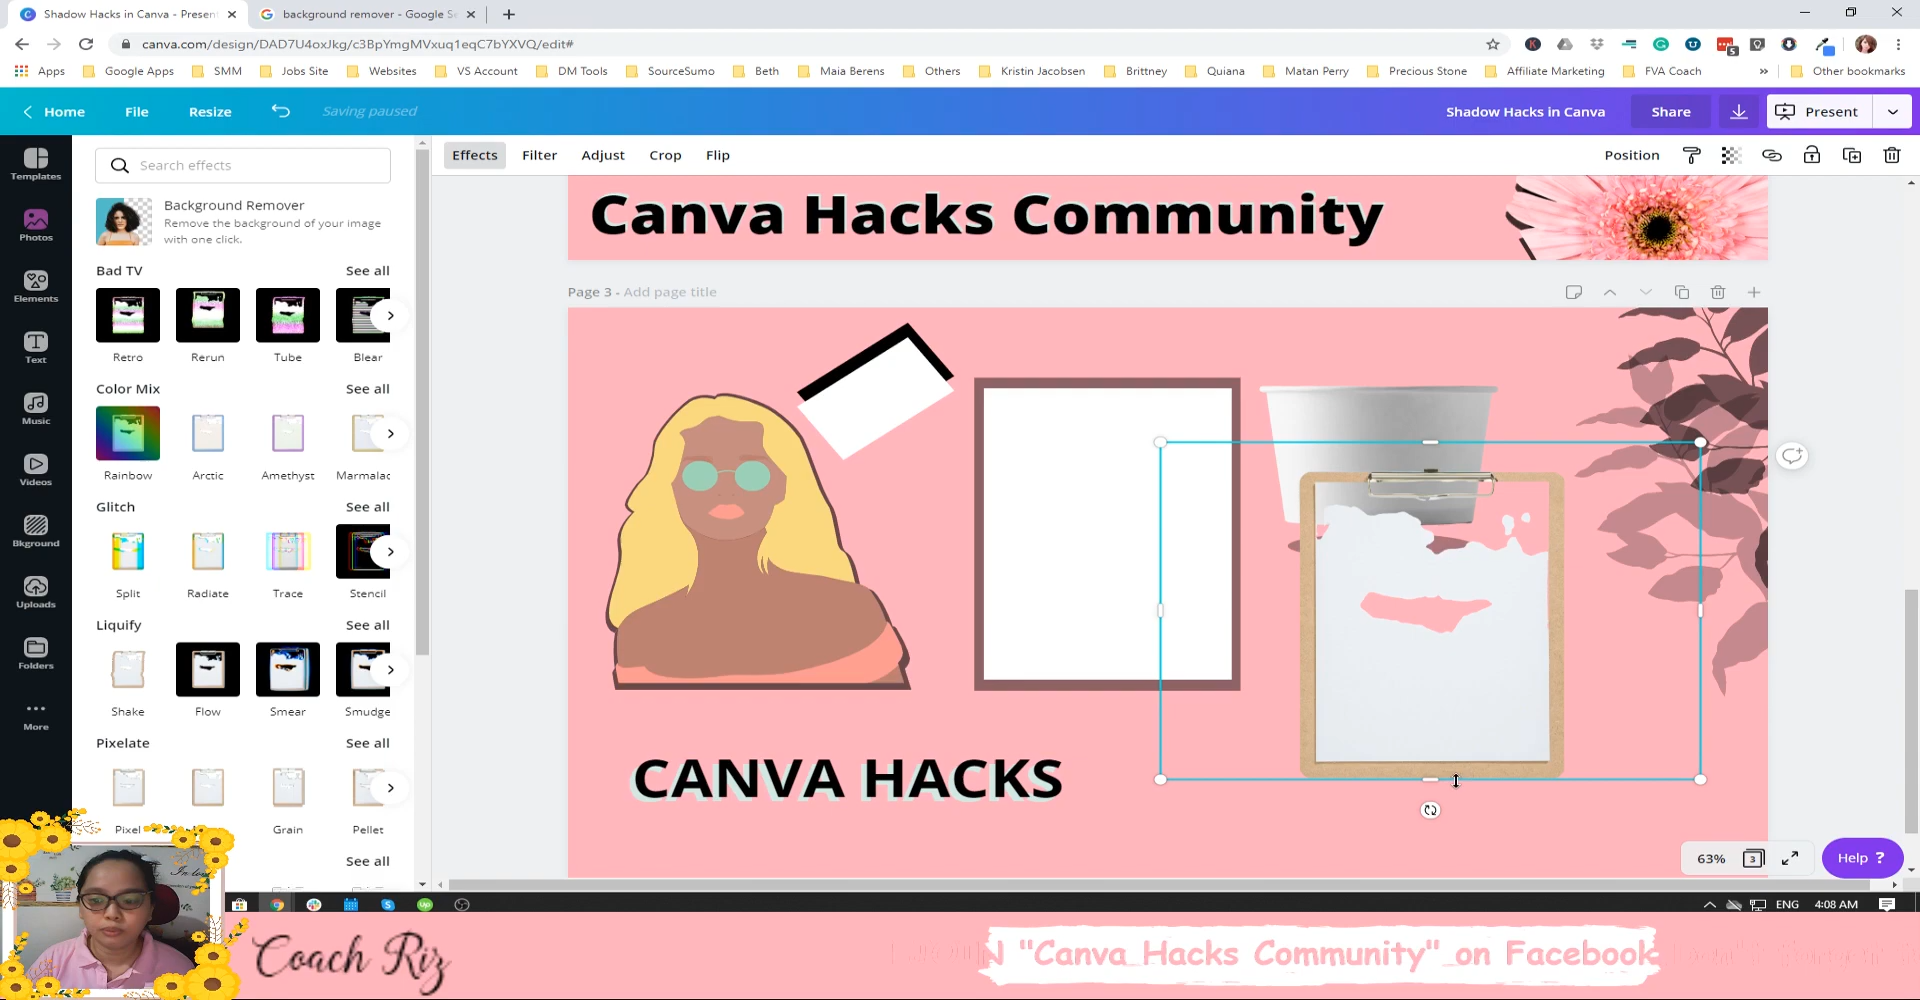 Shadow Hacks in Canva - Present
background remover - Google Se
canva.com/design/DAD7U4oxJkg/c3BpYmgMVxuq1eqC7bYXVQ/edit#
5
Apps
Google Apps
SMM
Jobs Site
Websites
VS Account
DM Tools
SourceSumo
Beth
Maia Berens
Others
Kristin Jacobsen
Brittney
Quiana
Matan Perry
Precious Stone
Affiliate Marketing
FVA Coach
»
Other bookmarks
Home
File
Resize
Saving paused
Shadow Hacks in Canva
Share
Present
Templates
Photos
Elements
Text
Music
Videos
Bkground
Uploads
Folders
More
Search effects
Background Remover
Remove the background of your image
with one click.
Bad TV
See all
Retro
Rerun
Tube
Blear
Color Mix
See all
Rainbow
Arctic
Amethyst
Marmalac
Glitch
See all
Split
Radiate
Trace
Stencil
Liquify
See all
Shake
Flow
Smear
Smudge
Pixelate
See all
Pixel
Grain
Pellet
See all
Effects
Filter
Adjust
Crop
Flip
Position
Canva Hacks Community
Page 3 - Add page title
CANVA HACKS
63%
3
Help ?
ENG
4:08 AM
Coach Riz
N "Canva Hacks Community" on Facebook